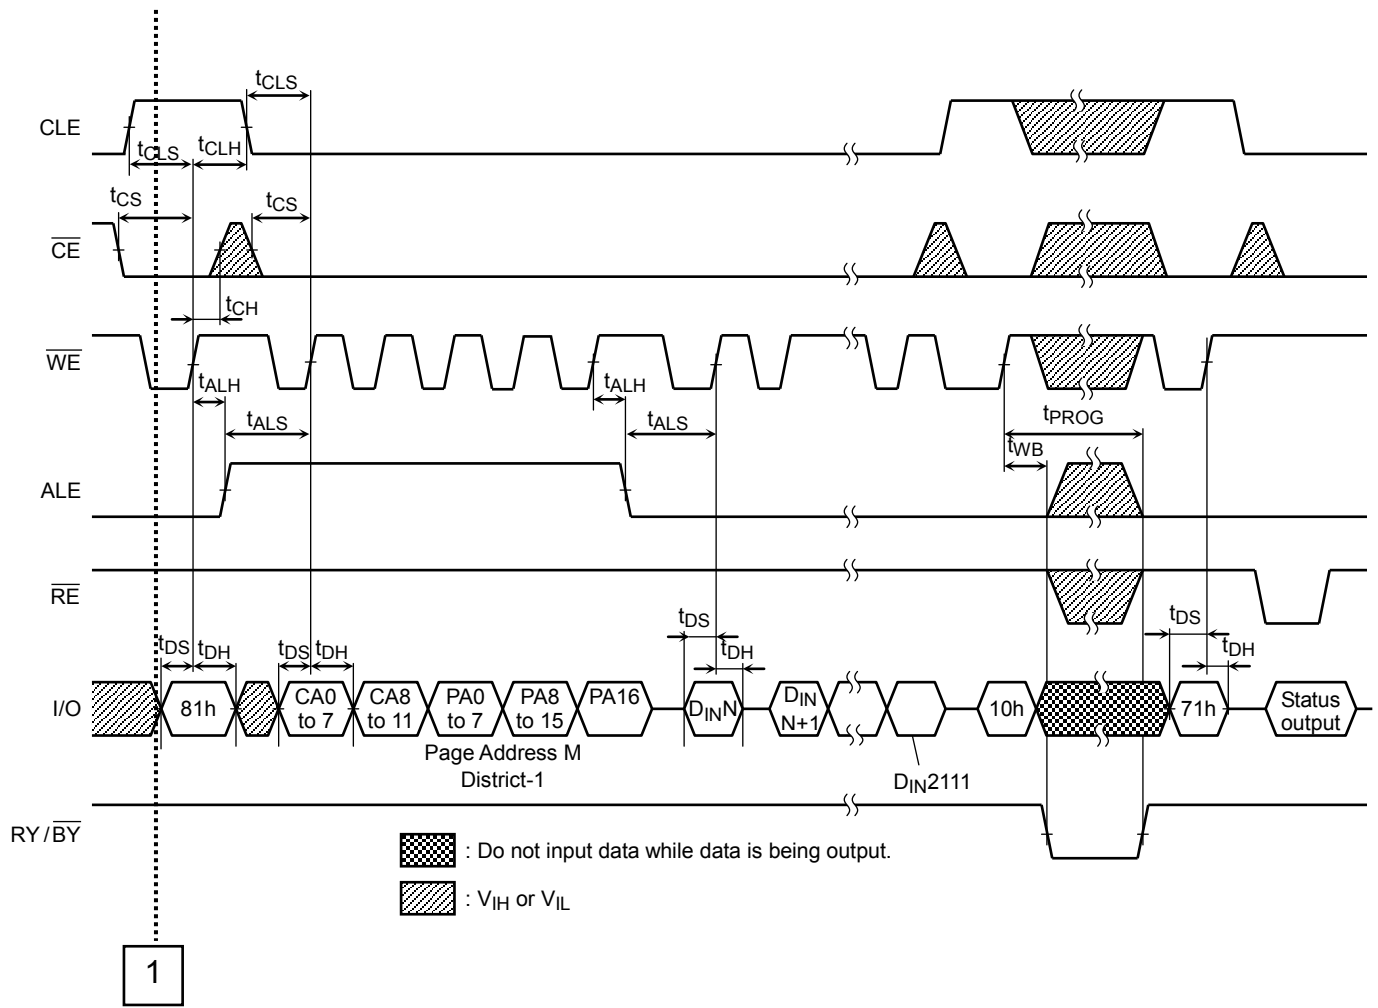 tCLS
CLE
tCLS tCLH
tCS tCS
CE
tCH
WE
tALH tALH
tALS tALS tPROG
tWB
ALE
RE
tDS tDH tDS tDH tDS tDH tDS tDH
I/O 81h CA0 to 7 CA8 to 11 PA0 to 7 PA8 to 15 PA16 DINN DIN N+1 10h 71h Status output
Page Address M
District-1
DIN2111
RY/BY
: Do not input data while data is being output.
: VIH or VIL
1